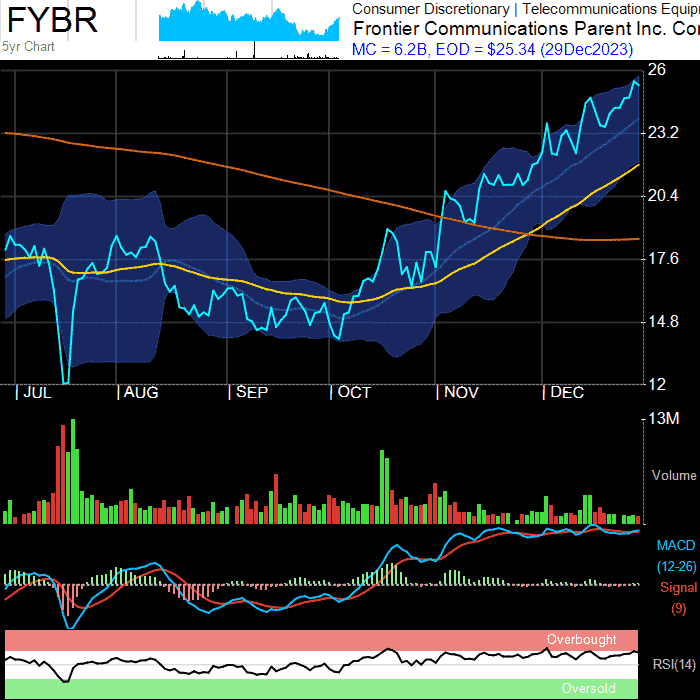 FYBR
5yr Chart
Consumer Discretionary | Telecommunications Equip
Frontier Communications Parent Inc. Co
MC = 6.2B, EOD = $25.34 (29Dec2023)
26
23.2
20.4
17.6
14.8
12
JUL AUG SEP OCT NOV DEC
13M
Volume
MACD
(12-26)
Signal
(9)
Overbought
RSI(14)
Oversold